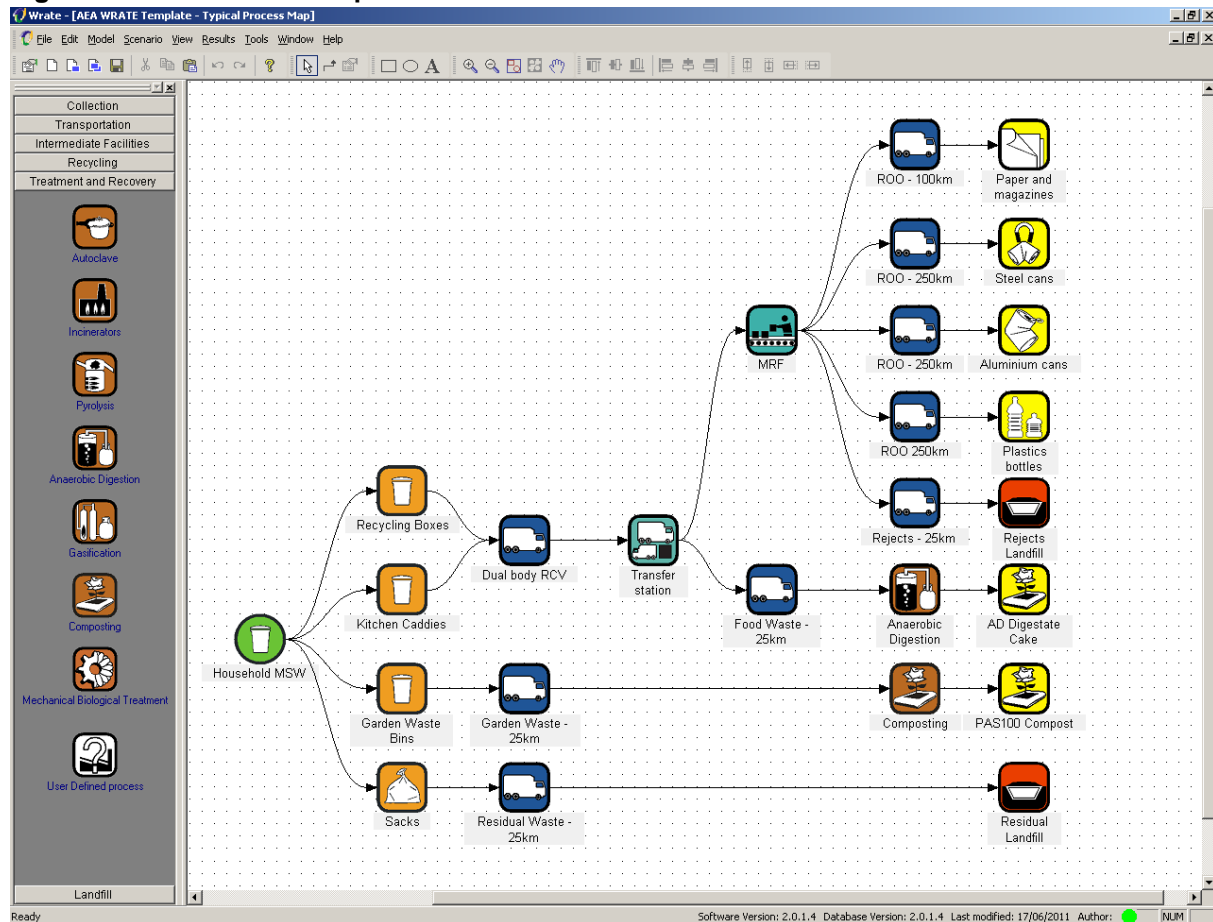 Wrate - [AEA WRATE Template - Typical Process Map]
File Edit Model Scenario View Results Tools Window Help
A
Collection
Transportation
Intermediate Facilities
Recycling
Treatment and Recovery
Autoclave
Incinerators
Pyrolysis
Anaerobic Digestion
Gasification
Composting
Mechanical Biological Treatment
User Defined process
Landfill
ROO - 100km
Paper and
magazines
ROO - 250km
Steel cans
MRF
ROO - 250km
Aluminium cans
ROO 250km
Plastics
bottles
Recycling Boxes
Rejects - 25km
Rejects
Landfill
Dual body RCV
Transfer
station
Kitchen Caddies
Food Waste -
25km
Anaerobic
Digestion
AD Digestate
Cake
Household MSW
Garden Waste
Bins
Garden Waste -
25km
Composting
PAS100 Compost
Sacks
Residual Waste -
25km
Residual
Landfill
Ready
Software Version: 2.0.1.4 Database Version: 2.0.1.4 Last modified: 17/06/2011 Author:
NUM